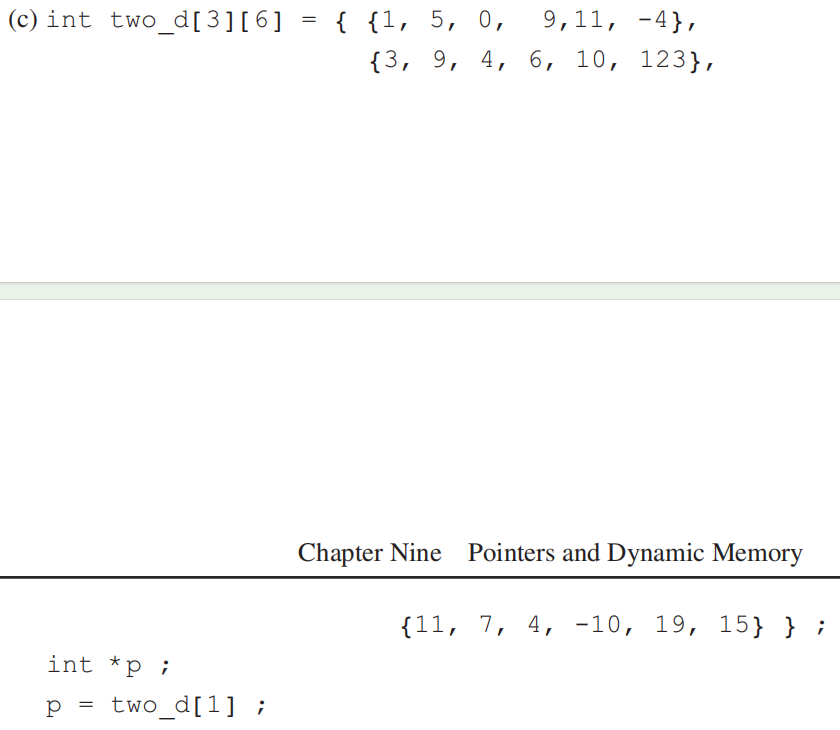 (c) int two_d[3][6] = { {1, 5, 0, 9,11, -4},
{3, 9, 4, 6, 10, 123},
Chapter Nine Pointers and Dynamic Memory
{11, 7, 4, -10, 19, 15} } ;
int *p ;
p = two_d[1] ;